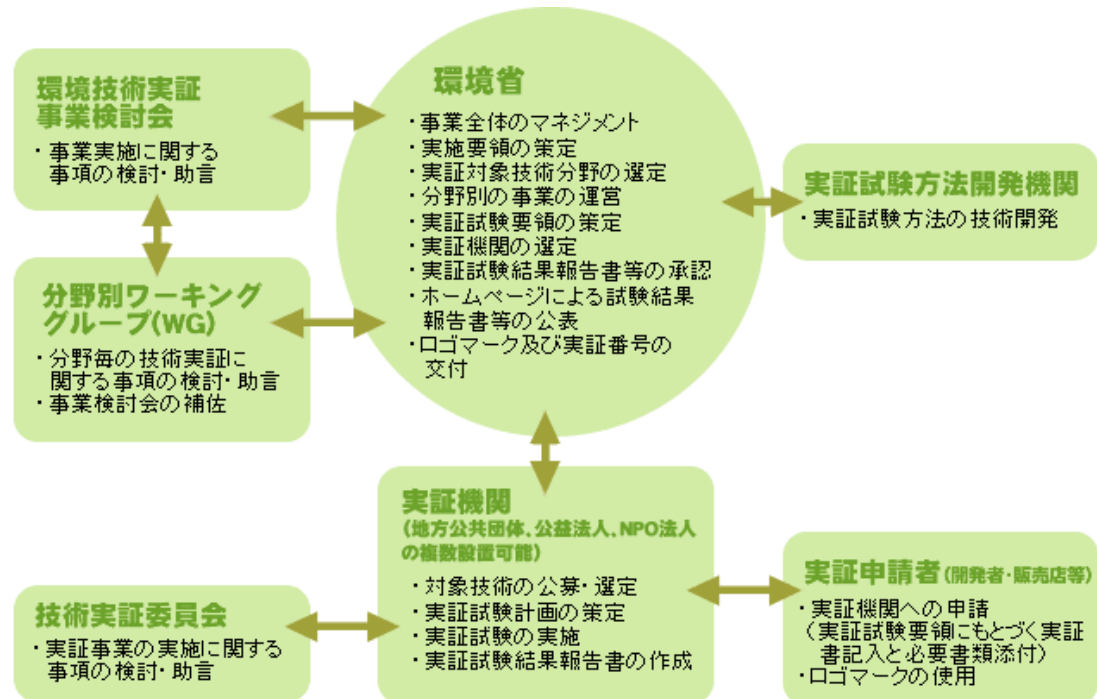 環境技術実証
事業検討会
・事業実施に関する
事項の検討・助言
環境省
・事業全体のマネジメント
・実施要領の策定
・実証対象技術分野の選定
・分野別の事業の運営
・実証試験要領の策定
・実証機関の選定
・実証試験結果報告書等の承認
・ホームページによる試験結果
報告書等の公表
・ロゴマーク及び実証番号の
交付
実証試験方法開発機関
・実証試験方法の技術開発
分野別ワーキング
グループ(WG)
・分野毎の技術実証に
関する事項の検討・助言
・事業検討会の補佐
実証機関
(地方公共団体、公益法人、NPO法人
の複数設置可能)
・対象技術の公募・選定
・実証試験計画の策定
・実証試験の実施
・実証試験結果報告書の作成
技術実証委員会
・実証事業の実施に関する
事項の検討・助言
実証申請者(開発者・販売店等)
・実証機関への申請
(実証試験要領にもとづく実証
書記入と必要書類添付)
・ロゴマークの使用